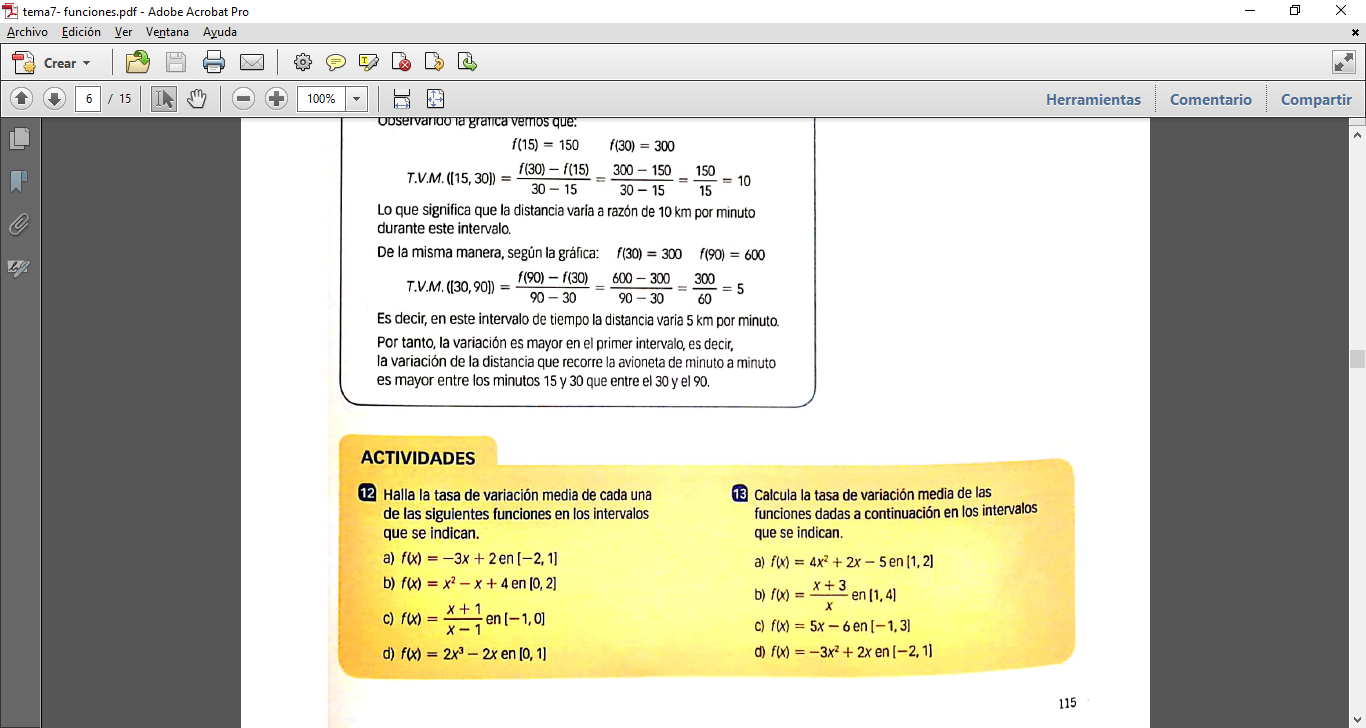 tema7- funciones.pdf - Adobe Acrobat Pro
Archivo Edición Ver Ventana Ayuda
Crear
6 / 15 100% Herramientas Comentario Compartir
Observando la gráfica vemos que:
f(15) = 150 f(30) = 300
T.V.M. ([15, 30]) = \frac{f(30) − f(15)}{30 − 15} = \frac{300 − 150}{30 − 15} = \frac{150}{15} = 10
Lo que significa que la distancia varía a razón de 10 km por minuto
durante este intervalo.
De la misma manera, según la gráfica: f(30) = 300 f(90) = 600
T.V.M. ([30, 90]) = \frac{f(90) − f(30)}{90 − 30} = \frac{600 − 300}{90 − 30} = \frac{300}{60} = 5
Es decir, en este intervalo de tiempo la distancia varía 5 km por minuto.
Por tanto, la variación es mayor en el primer intervalo, es decir,
la variación de la distancia que recorre la avioneta de minuto a minuto
es mayor entre los minutos 15 y 30 que entre el 30 y el 90.
ACTIVIDADES
12 Halla la tasa de variación media de cada una
de las siguientes funciones en los intervalos
que se indican.
a) f(x) = −3x + 2 en [−2, 1]
b) f(x) = x² − x + 4 en [0, 2]
c) f(x) = \frac{x + 1}{x − 1} en [−1, 0]
d) f(x) = 2x³ − 2x en [0, 1]
13 Calcula la tasa de variación media de las
funciones dadas a continuación en los intervalos
que se indican.
a) f(x) = 4x² + 2x − 5 en [1, 2]
b) f(x) = \frac{x + 3}{x} en [1, 4]
c) f(x) = 5x − 6 en [−1, 3]
d) f(x) = −3x² + 2x en [−2, 1]
115